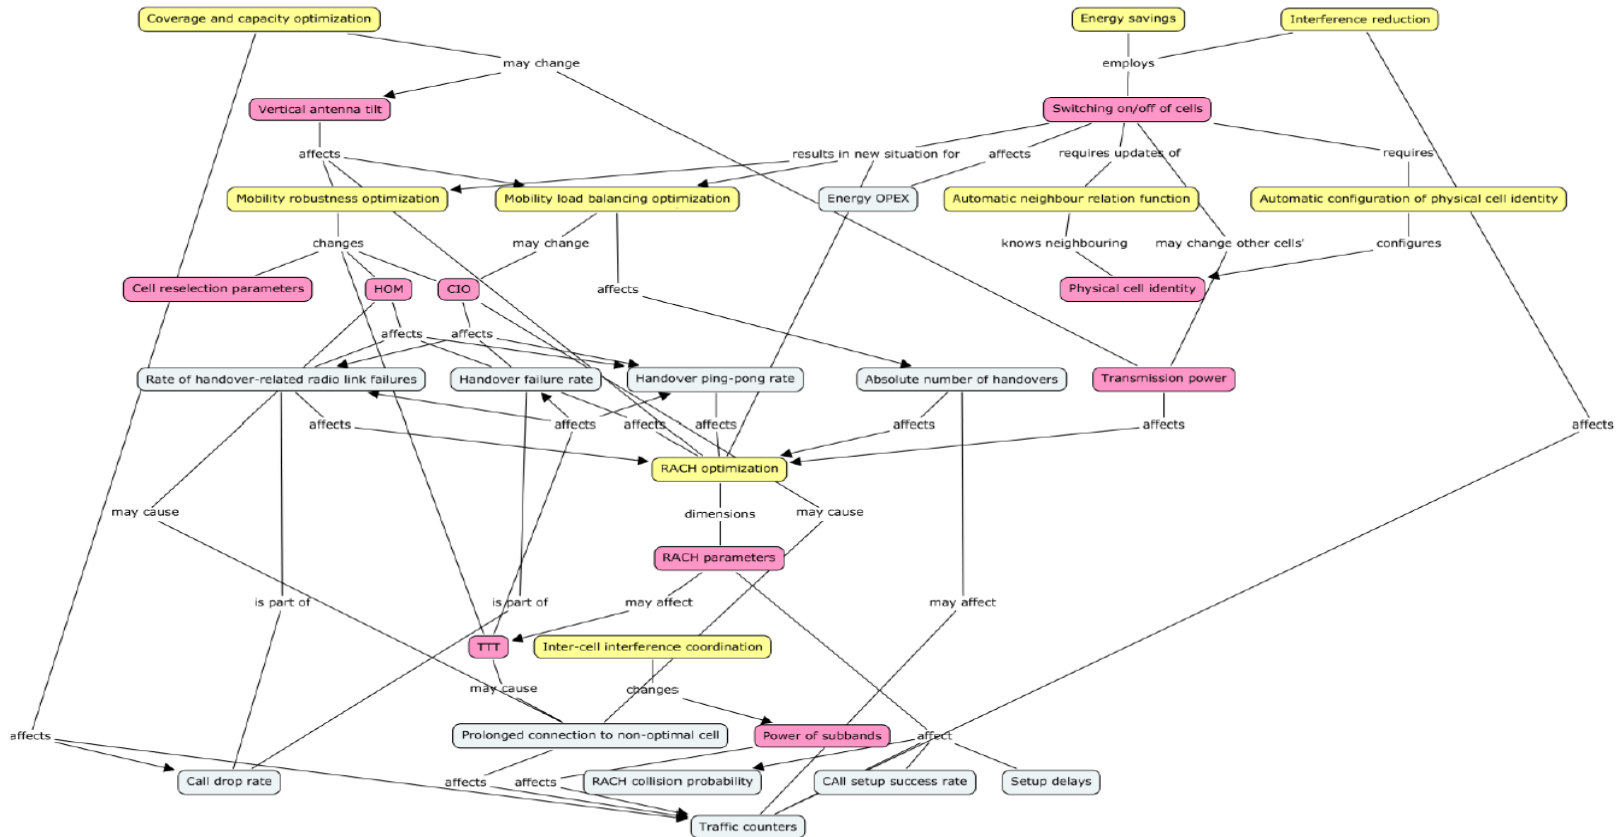 Coverage and capacity optimization
Energy savings
Interference reduction
may change
employs
Vertical antenna tilt
Switching on/off of cells
affects
results in new situation for
affects
requires updates of
requires
Mobility robustness optimization
Mobility load balancing optimization
Energy OPEX
Automatic neighbour relation function
Automatic configuration of physical cell identity
changes
may change
knows neighbouring
may change other cells'
configures
Cell reselection parameters
HOM
CIO
affects
Physical cell identity
affects
affects
Rate of handover-related radio link failures
Handover failure rate
Handover ping-pong rate
Absolute number of handovers
Transmission power
affects
affects
affects
affects
affects
affects
affects
RACH optimization
may cause
dimensions
may cause
RACH parameters
is part of
is part of
may affect
may affect
TTT
Inter-cell interference coordination
may cause
changes
affects
Prolonged connection to non-optimal cell
Power of subbands
affect
Call drop rate
affects
affects
RACH collision probability
CAll setup success rate
Setup delays
Traffic counters